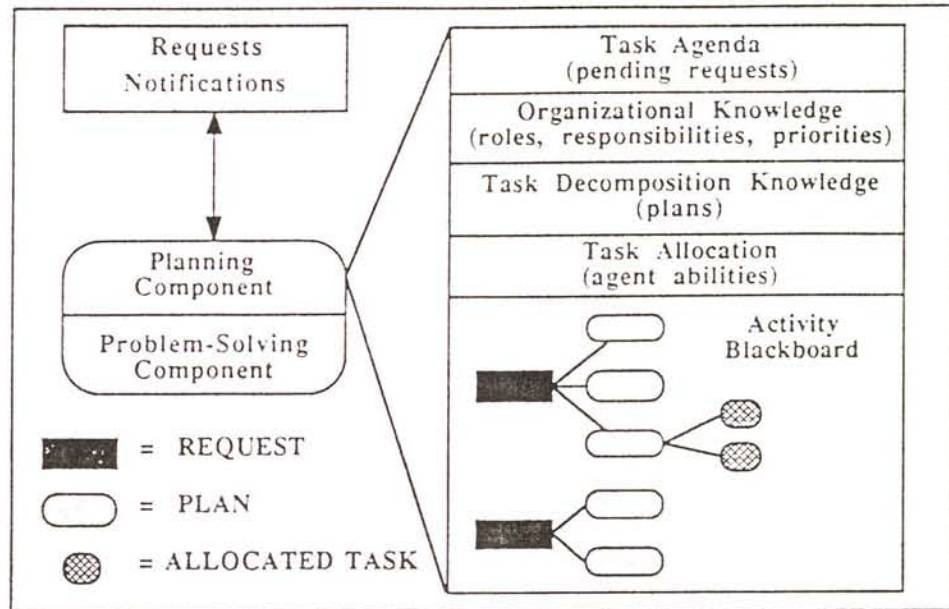 Requests
Notifications
Planning
Component
Problem-Solving
Component
= REQUEST
= PLAN
= ALLOCATED TASK
Task Agenda
(pending requests)
Organizational Knowledge
(roles, responsibilities, priorities)
Task Decomposition Knowledge
(plans)
Task Allocation
(agent abilities)
Activity
Blackboard